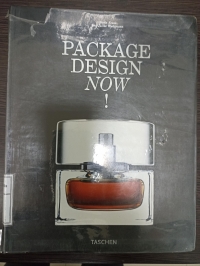 PACKAGE
DESIGN
NOW
!
TASCHEN